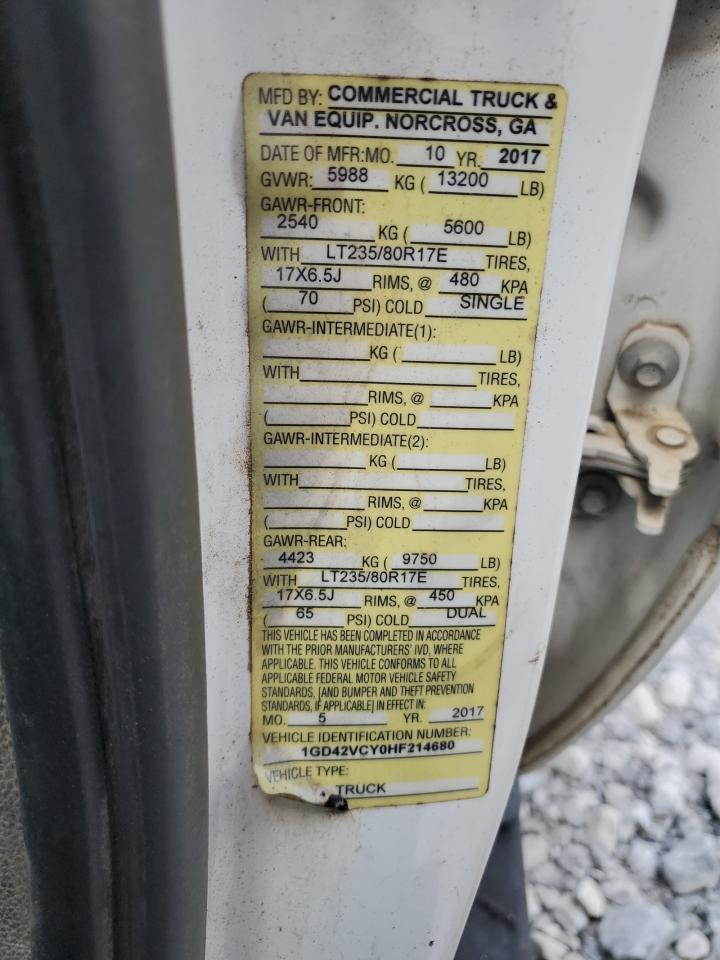 MFD BY: COMMERCIAL TRUCK &
VAN EQUIP. NORCROSS, GA
DATE OF MFR:MO. 10 YR. 2017
GVWR: 5988 KG ( 13200 LB)
GAWR-FRONT:
2540 KG ( 5600 LB)
WITH LT235/80R17E TIRES,
17X6.5J RIMS, @ 480 KPA
( 70 PSI) COLD SINGLE
GAWR-INTERMEDIATE(1):
KG ( LB)
WITH TIRES,
RIMS, @ KPA
( PSI) COLD
GAWR-INTERMEDIATE(2):
KG ( LB)
WITH TIRES,
RIMS, @ KPA
( PSI) COLD
GAWR-REAR:
4423 KG ( 9750 LB)
WITH LT235/80R17E TIRES,
17X6.5J RIMS, @ 450 KPA
( 65 PSI) COLD DUAL
THIS VEHICLE HAS BEEN COMPLETED IN ACCORDANCE
WITH THE PRIOR MANUFACTURERS' IVD, WHERE
APPLICABLE. THIS VEHICLE CONFORMS TO ALL
APPLICABLE FEDERAL MOTOR VEHICLE SAFETY
STANDARDS, [AND BUMPER AND THEFT PREVENTION
STANDARDS, IF APPLICABLE] IN EFFECT IN:
MO. 5 YR. 2017
VEHICLE IDENTIFICATION NUMBER:
1GD42VCY0HF214680
VEHICLE TYPE:
TRUCK